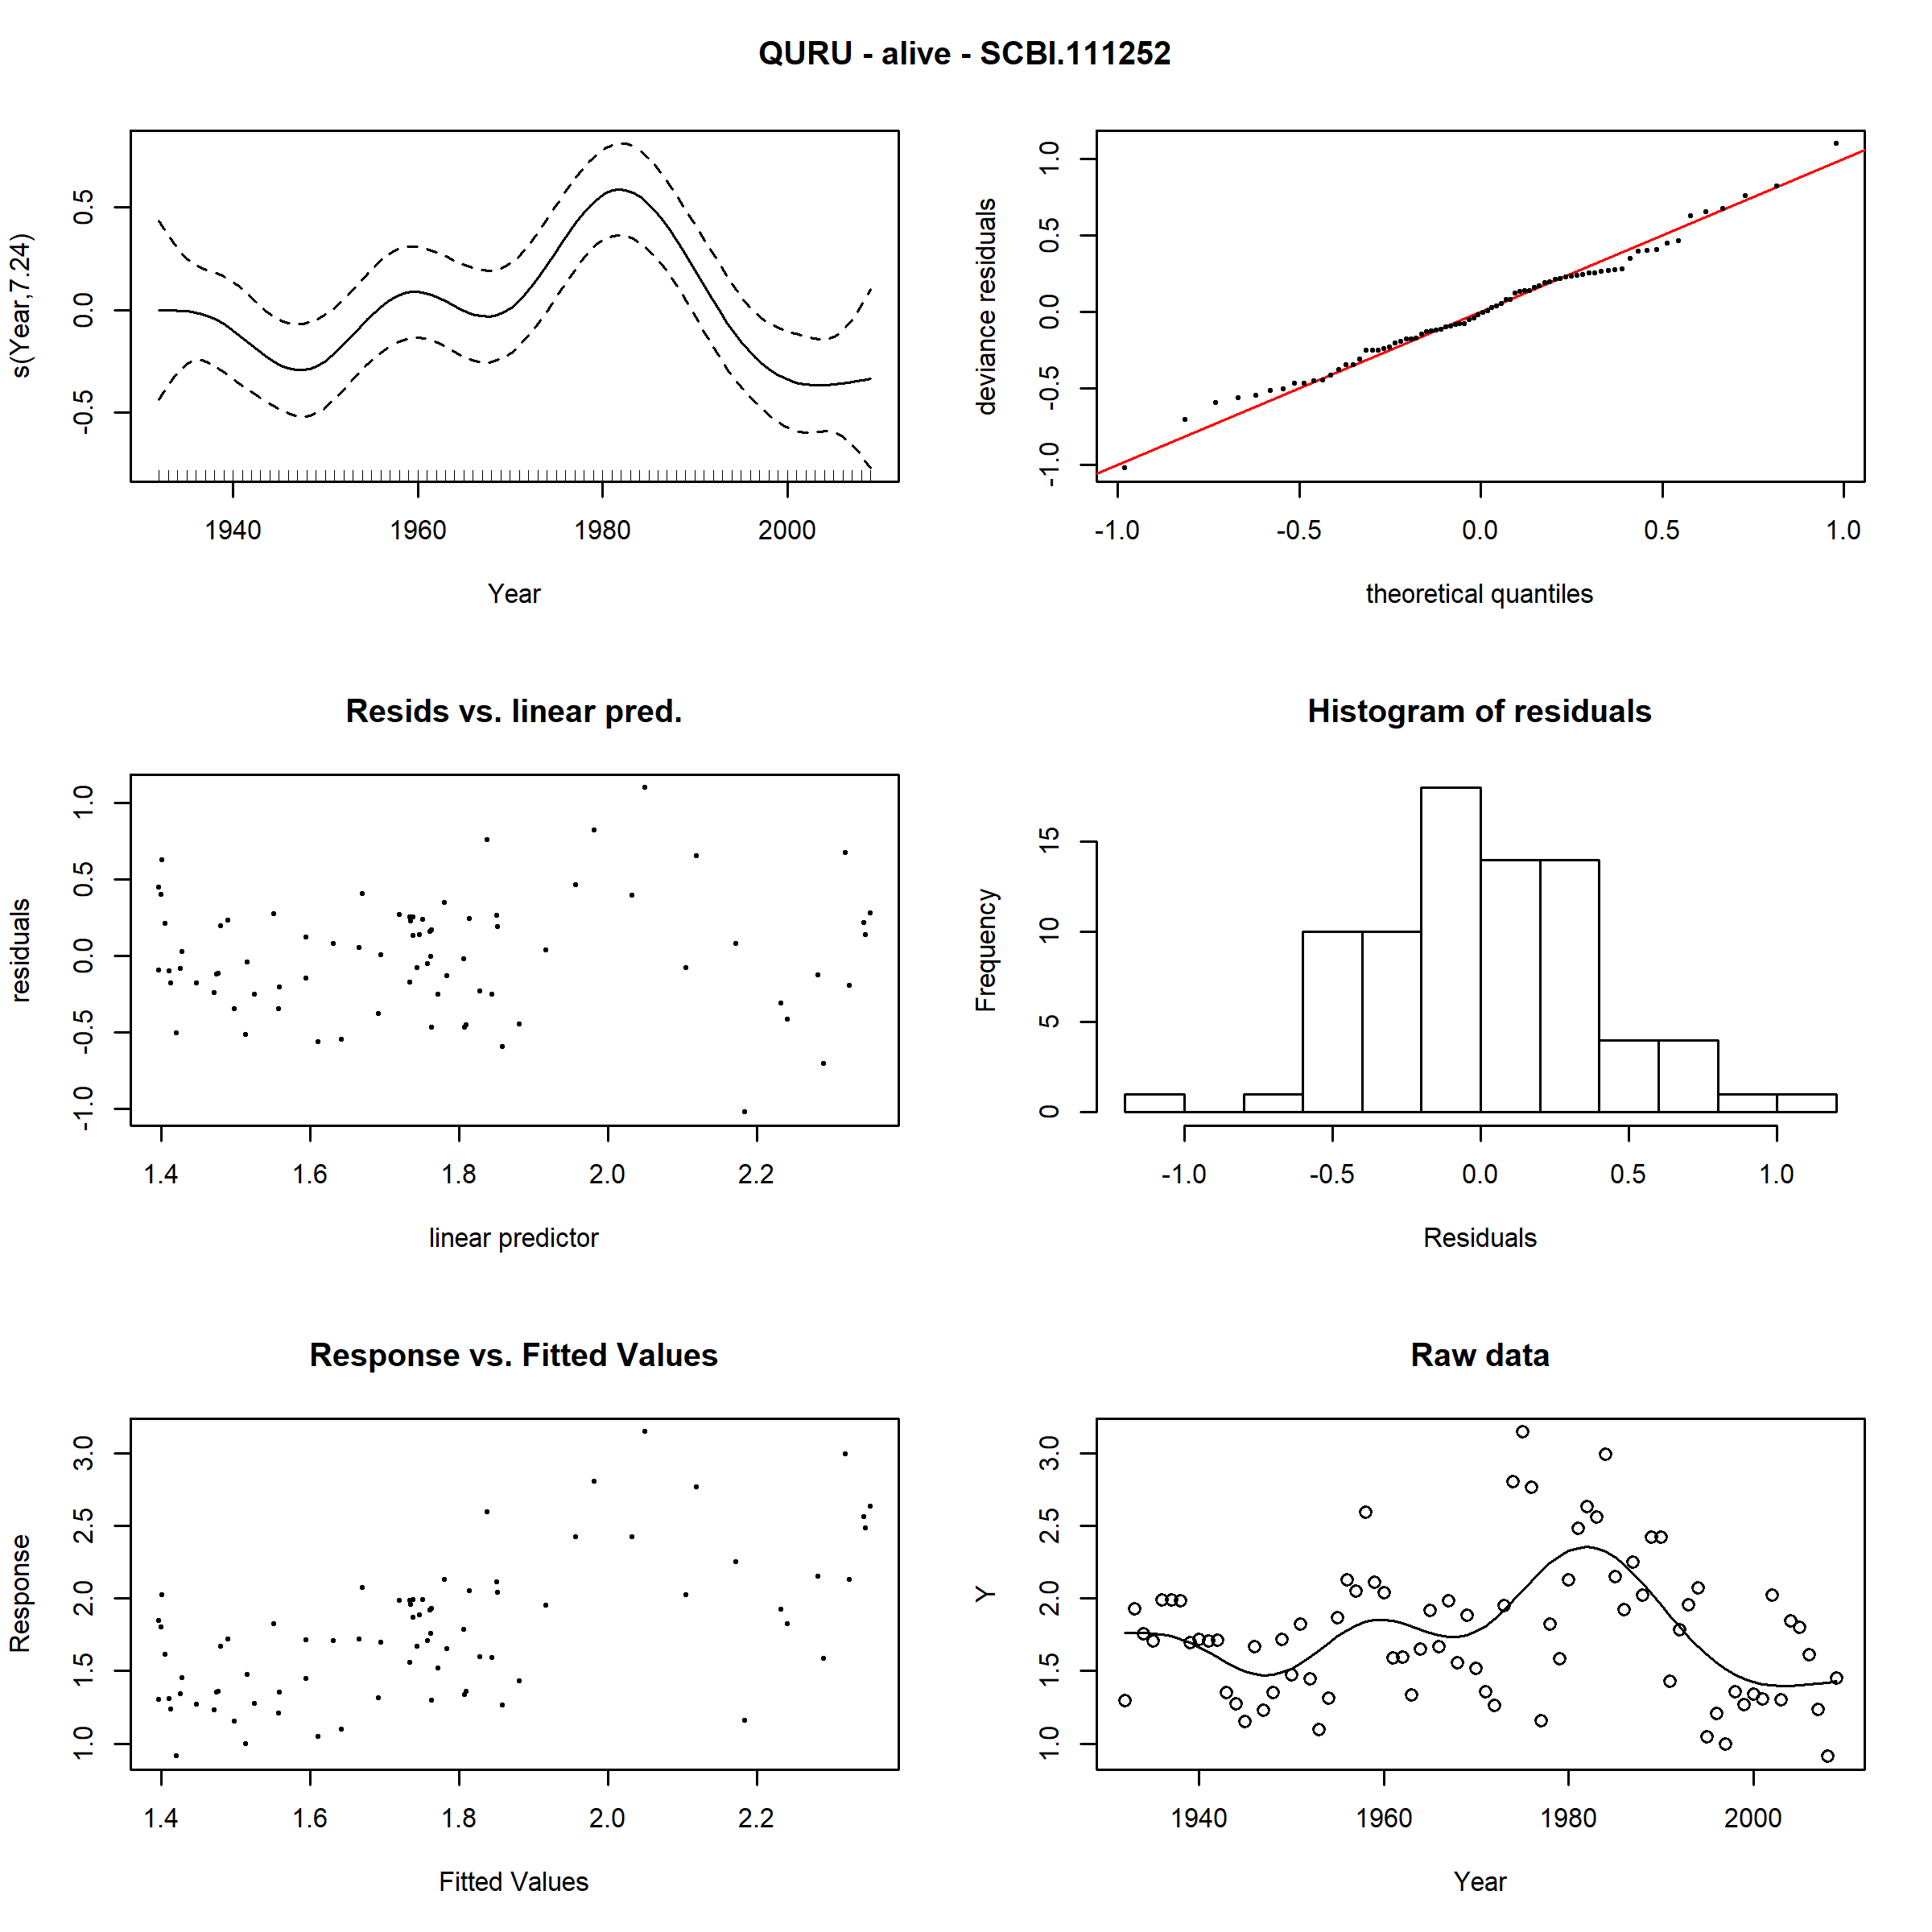 QURU - alive - SCBI.111252
s(Year,7.24)
-0.5 0.0 0.5
1940 1960 1980 2000
Year
deviance residuals
-1.0 -0.5 0.0 0.5 1.0
-1.0 -0.5 0.0 0.5 1.0
theoretical quantiles
Resids vs. linear pred.
residuals
-1.0 -0.5 0.0 0.5 1.0
1.4 1.6 1.8 2.0 2.2
linear predictor
Histogram of residuals
Frequency
0 5 10 15
-1.0 -0.5 0.0 0.5 1.0
Residuals
Response vs. Fitted Values
Response
1.0 1.5 2.0 2.5 3.0
1.4 1.6 1.8 2.0 2.2
Fitted Values
Raw data
Y
1.0 1.5 2.0 2.5 3.0
1940 1960 1980 2000
Year